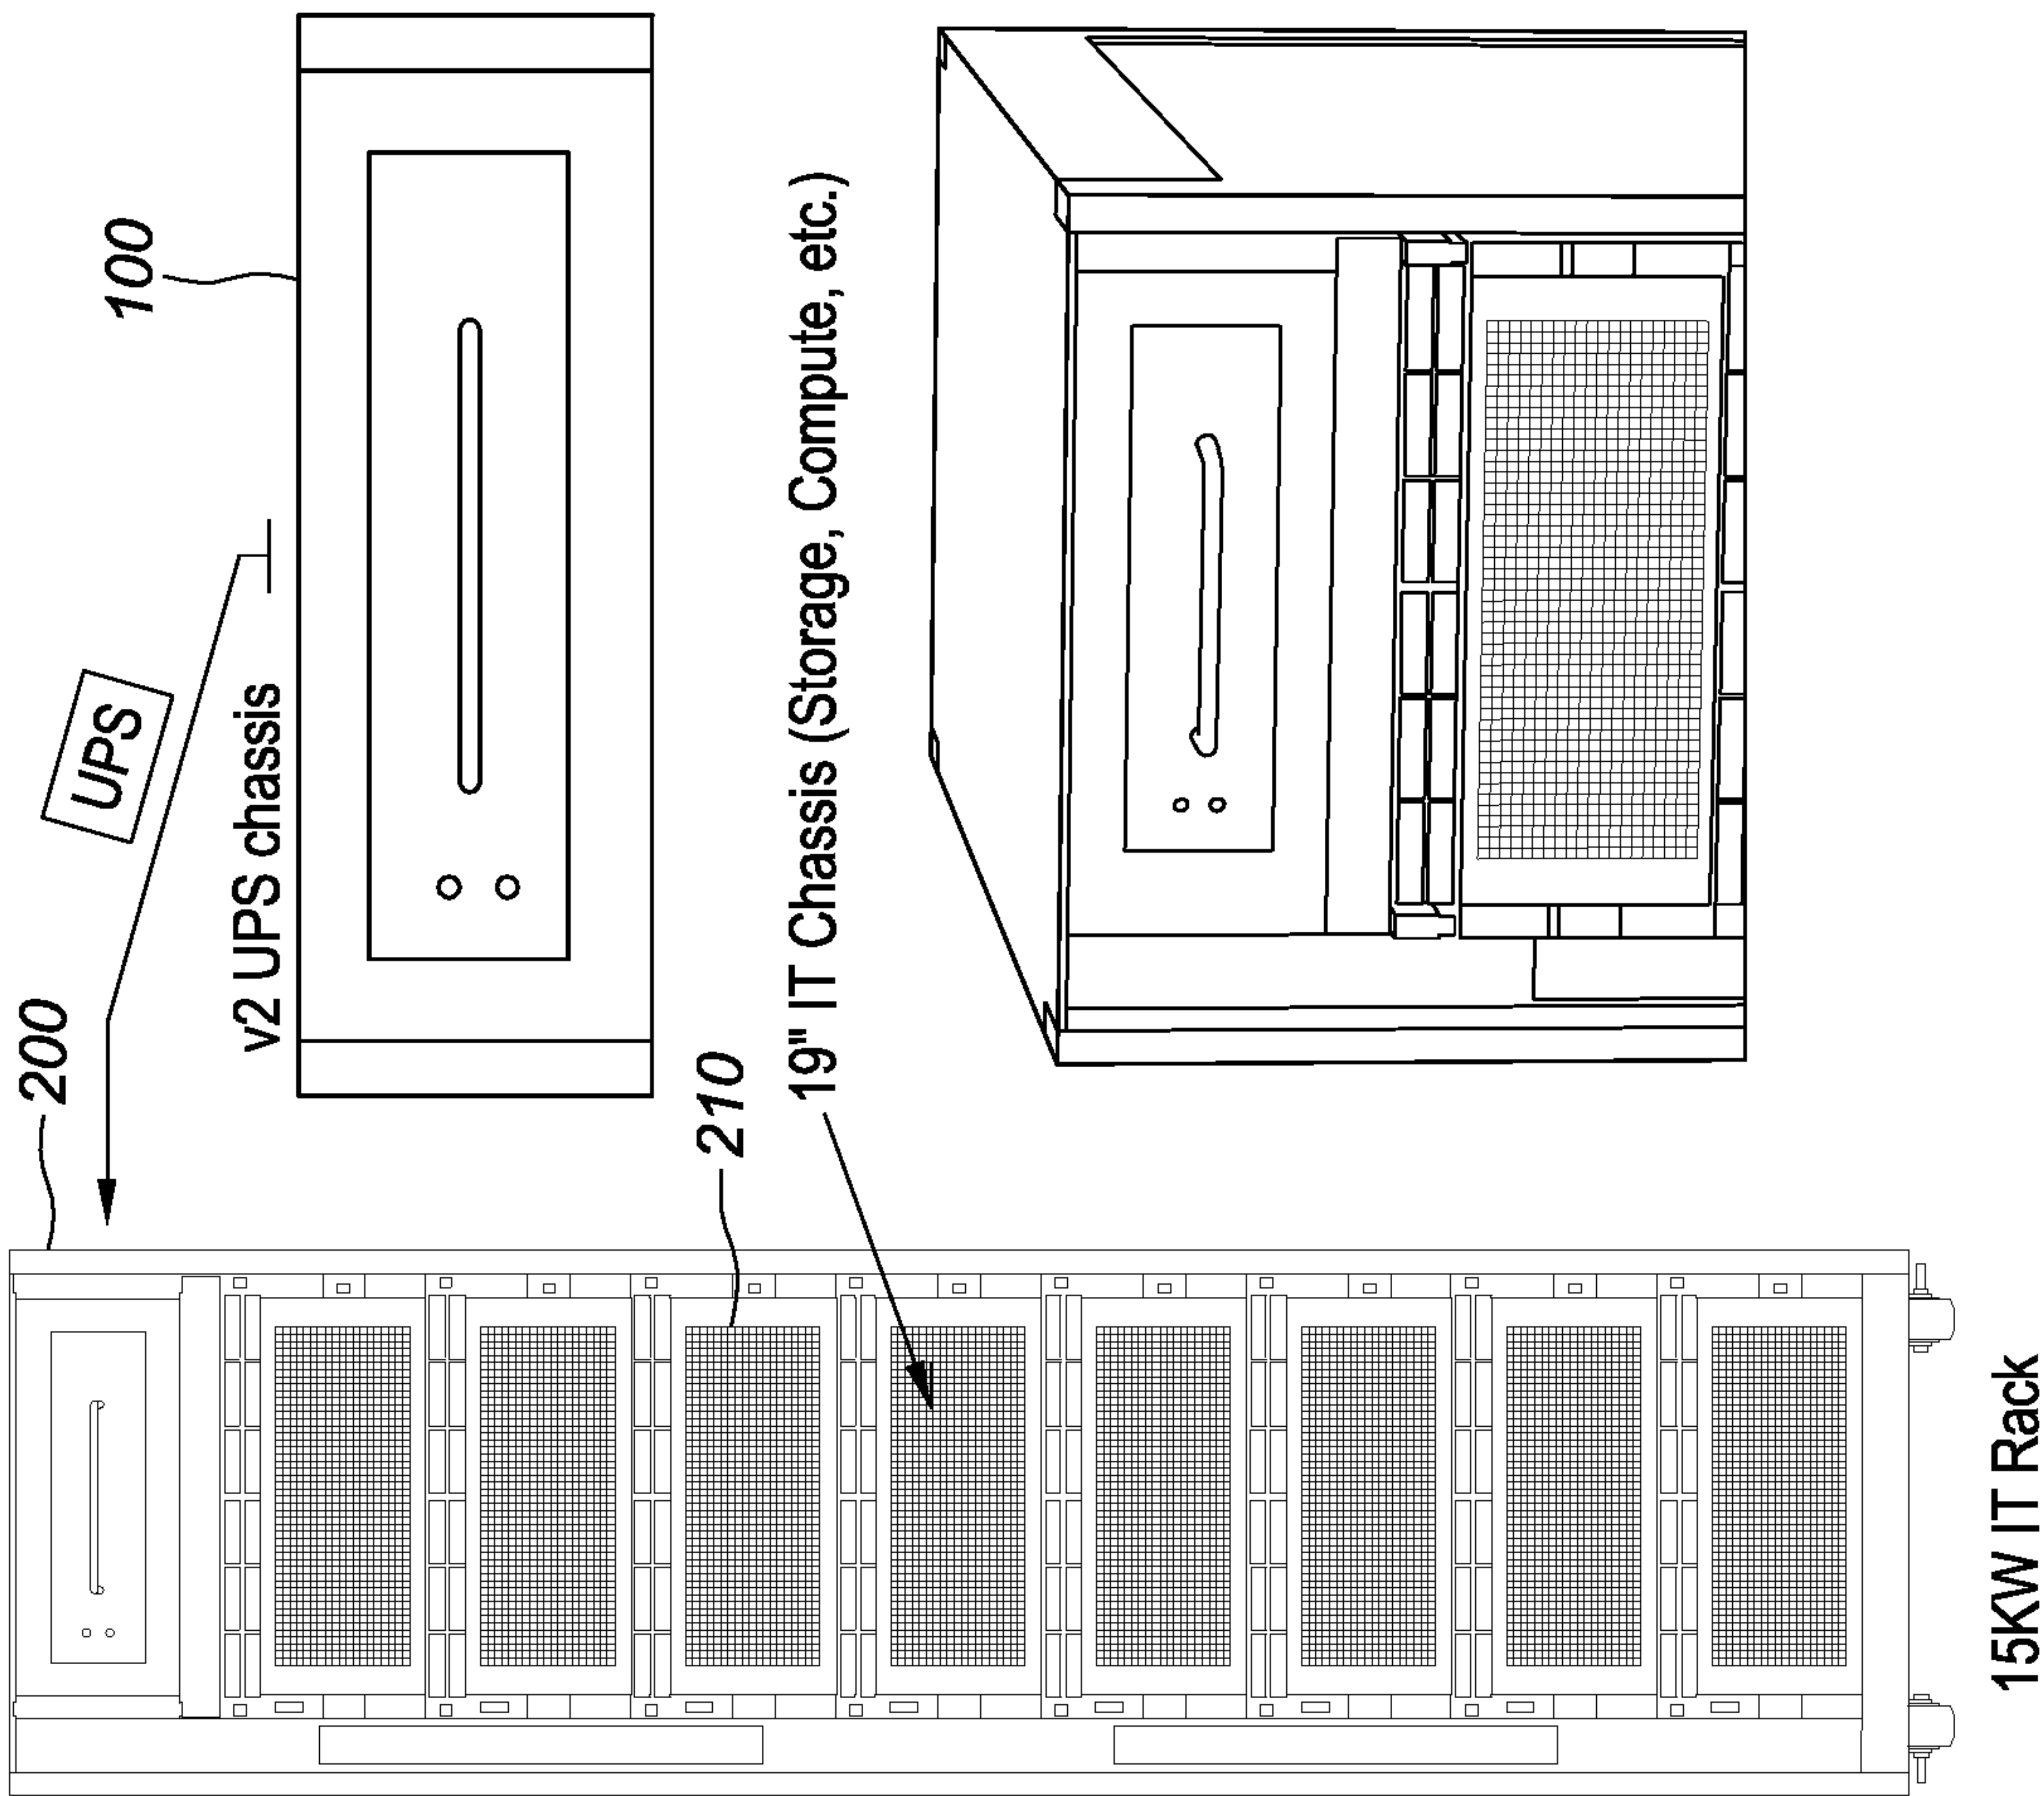 200
UPS
v2 UPS chassis
100
210
19" IT Chassis (Storage, Compute, etc.)
15KW IT Rack